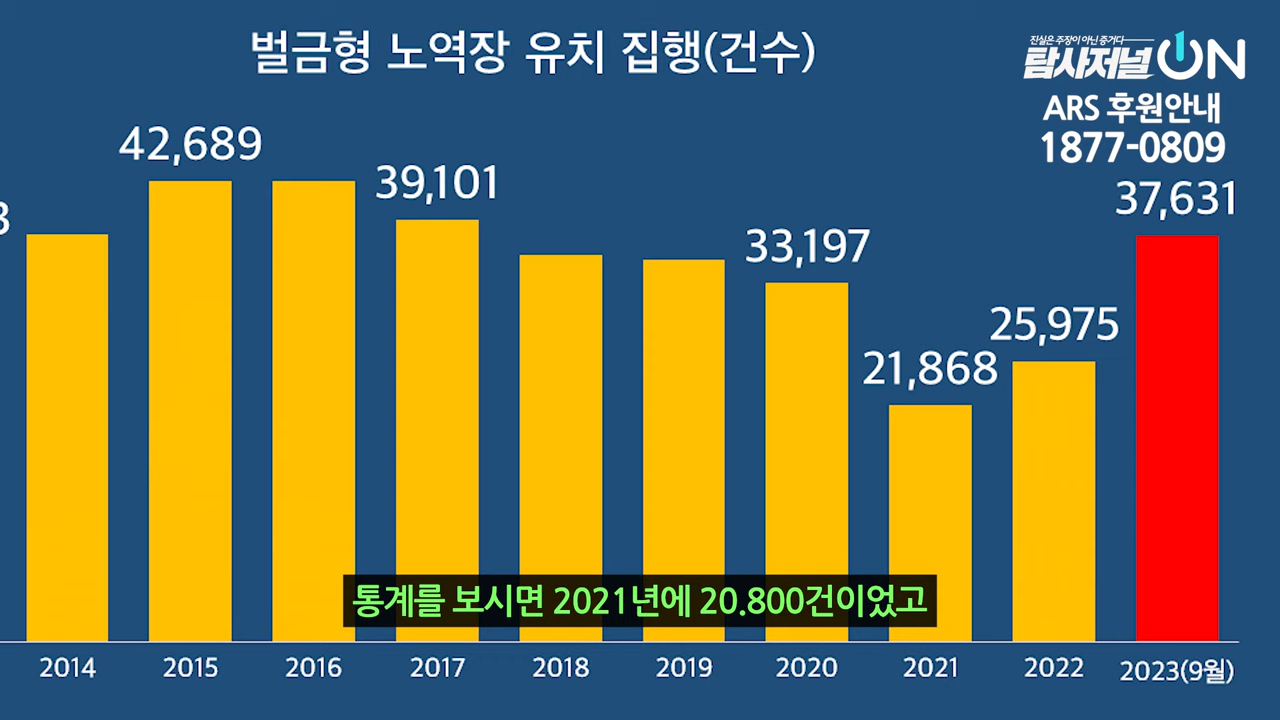 벌금형 노역장 유치 집행(건수)
진실은 주장이 아닌 증거다
탐사저널 ON
ARS 후원안내
1877-0809
3
42,689
39,101
33,197
21,868
25,975
37,631
통계를 보시면 2021년에 20.800건이었고
2014 2015 2016 2017 2018 2019 2020 2021 2022 2023(9월)